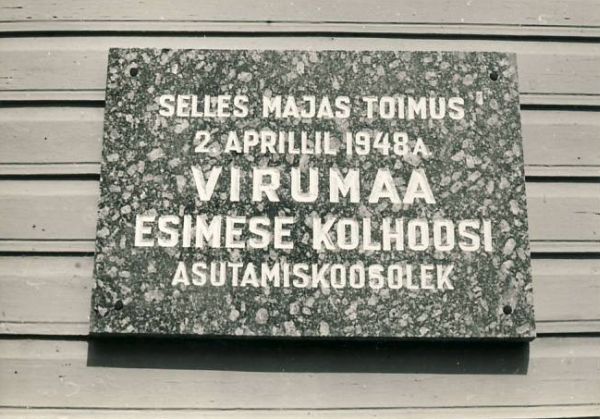 SELLES MAJAS TOIMUS
2. APRILLIL 1948 A
VIRUMAA
ESIMESE KOLHOOSI
ASUTAMISKOOSOLEK